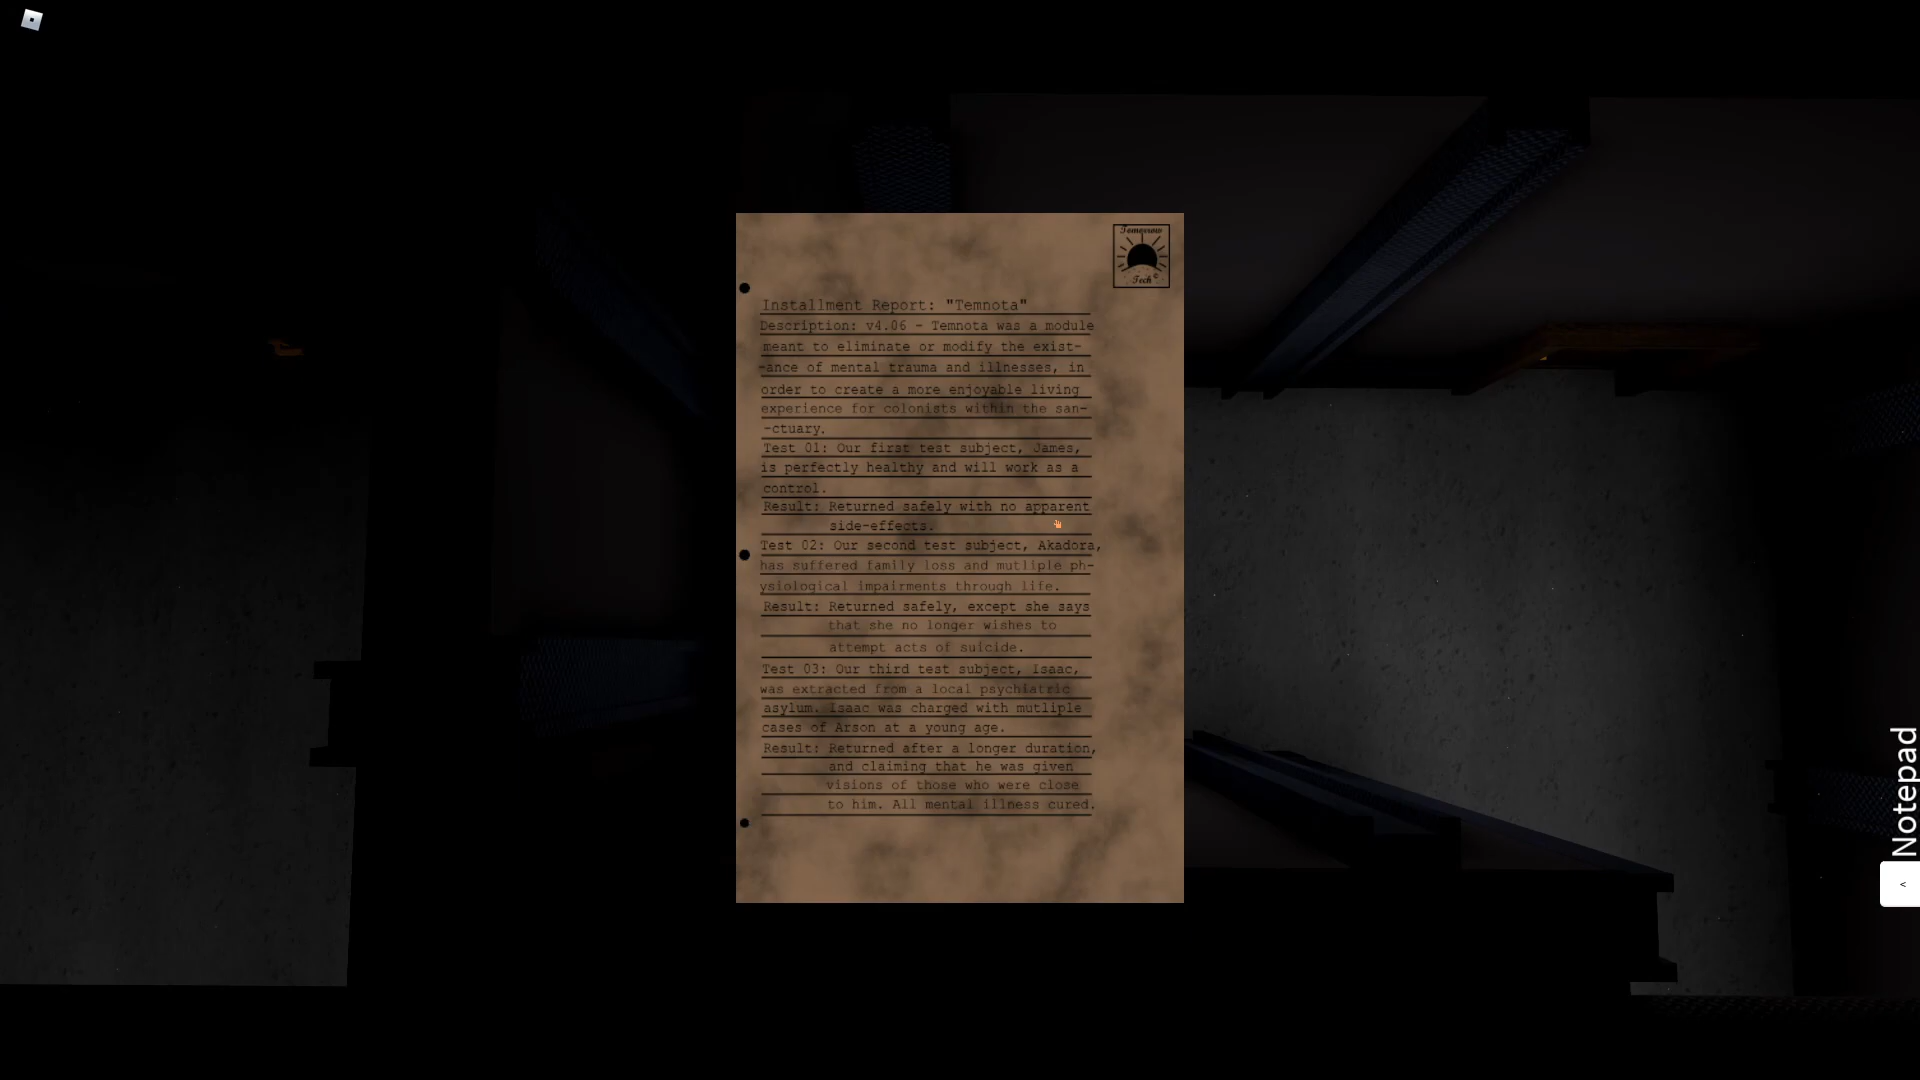 Tomorrow
Tech©
Installment Report: "Temnota"
Description: v4.06 - Temnota was a module
meant to eliminate or modify the exist-
-ance of mental trauma and illnesses, in
order to create a more enjoyable living
experience for colonists within the san-
-ctuary.
Test 01: Our first test subject, James,
is perfectly healthy and will work as a
control.
Result: Returned safely with no apparent
side-effects.
Test 02: Our second test subject, Akadora,
has suffered family loss and mutliple ph-
ysiological impairments through life.
Result: Returned safely, except she says
that she no longer wishes to
attempt acts of suicide.
Test 03: Our third test subject, Isaac,
was extracted from a local psychiatric
asylum. Isaac was charged with mutliple
cases of Arson at a young age.
Result: Returned after a longer duration,
and claiming that he was given
visions of those who were close
to him. All mental illness cured.
Notepad
<